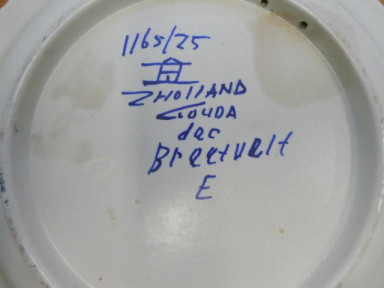 1165/25
ZHOLLAND
GOUDA
dec
Breetvelt
E